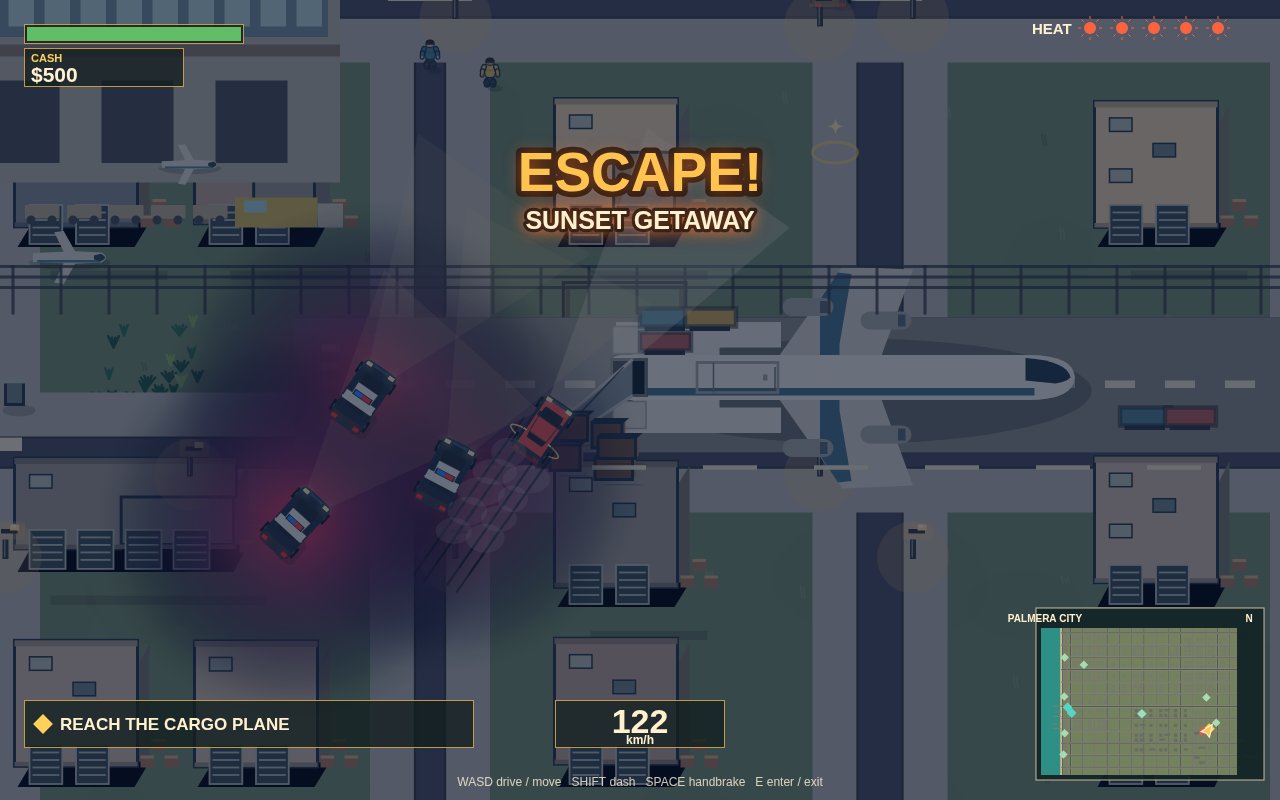 CASH
$500
HEAT
ESCAPE!
SUNSET GETAWAY
PALMERA CITY
N
REACH THE CARGO PLANE
122
km/h
WASD drive / move SHIFT dash SPACE handbrake E enter / exit